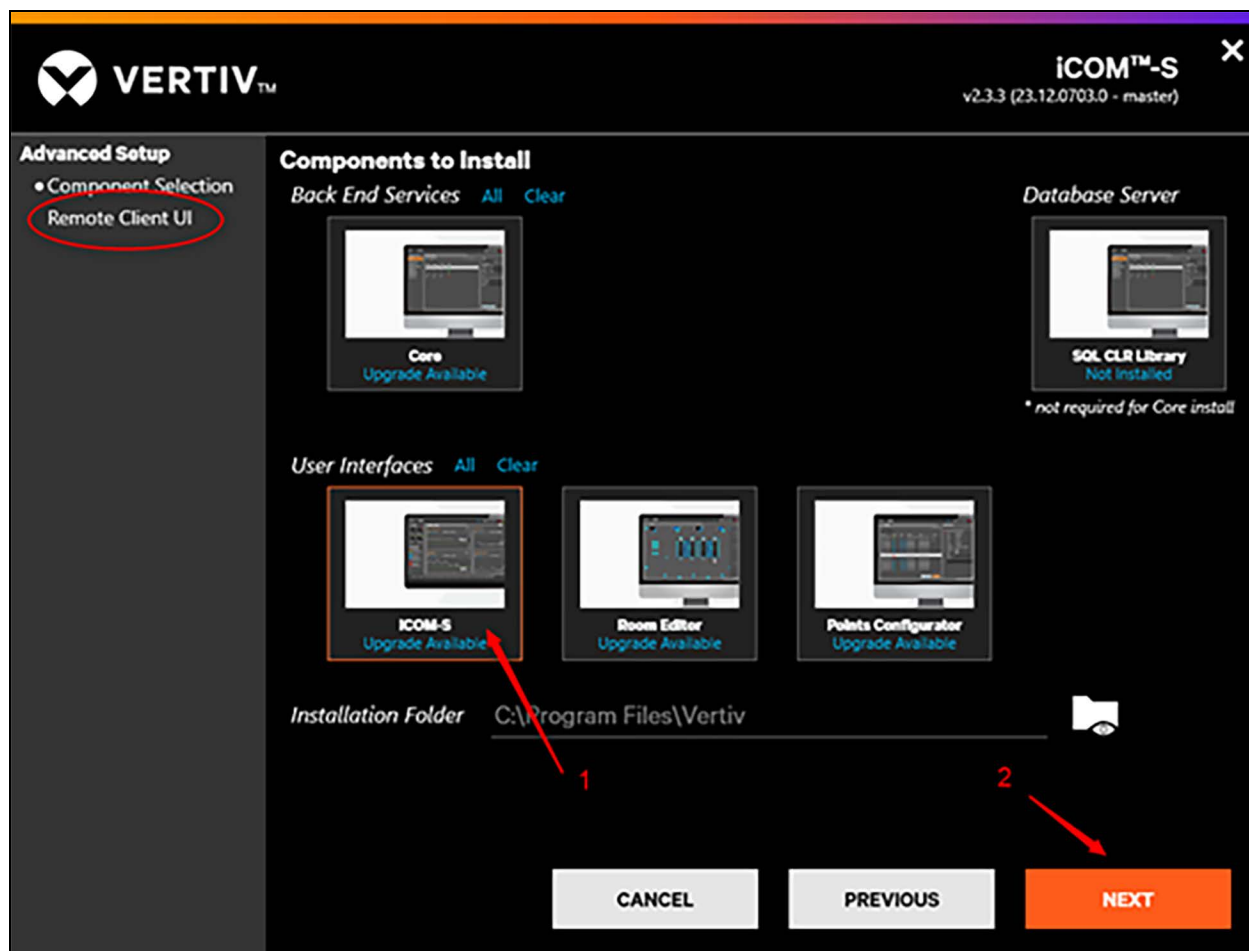 VERTIV™
iCOM™-S
v2.3.3 (23.12.0703.0 - master)
Advanced Setup
•Component Selection
Remote Client UI
Components to Install
Back End Services All Clear
Database Server
Core
Upgrade Available
SQL CLR Library
Not Installed
* not required for Core install
User Interfaces All Clear
ICOM-S
Upgrade Available
Room Editor
Upgrade Available
Points Configurator
Upgrade Available
Installation Folder C:\Program Files\Vertiv
1
2
CANCEL
PREVIOUS
NEXT